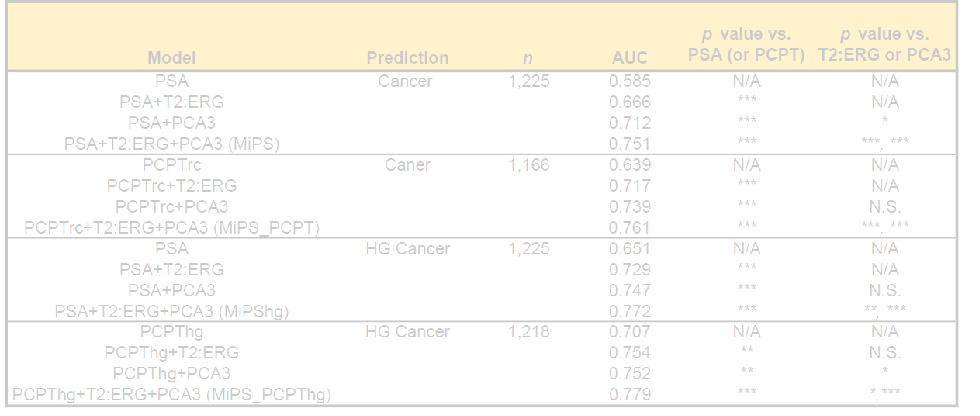 p value vs. p value vs.
Model Prediction n AUC PSA (or PCPT) T2:ERG or PCA3
PSA Cancer 1,225 0.585 N/A N/A
PSA+T2:ERG 0.666 *** N/A
PSA+PCA3 0.712 *** *
PSA+T2:ERG+PCA3 (MiPS) 0.751 *** ***, ***
PCPTrc Caner 1,166 0.639 N/A N/A
PCPTrc+T2:ERG 0.717 *** N/A
PCPTrc+PCA3 0.739 *** N.S.
PCPTrc+T2:ERG+PCA3 (MiPS_PCPT) 0.761 *** ***, ***
PSA HG Cancer 1,225 0.651 N/A N/A
PSA+T2:ERG 0.729 *** N/A
PSA+PCA3 0.747 *** N.S.
PSA+T2:ERG+PCA3 (MiPShg) 0.772 *** **, ***
PCPThg HG Cancer 1,218 0.707 N/A N/A
PCPThg+T2:ERG 0.754 ** N.S.
PCPThg+PCA3 0.752 ** *
PCPThg+T2:ERG+PCA3 (MiPS_PCPThg) 0.779 *** *,***